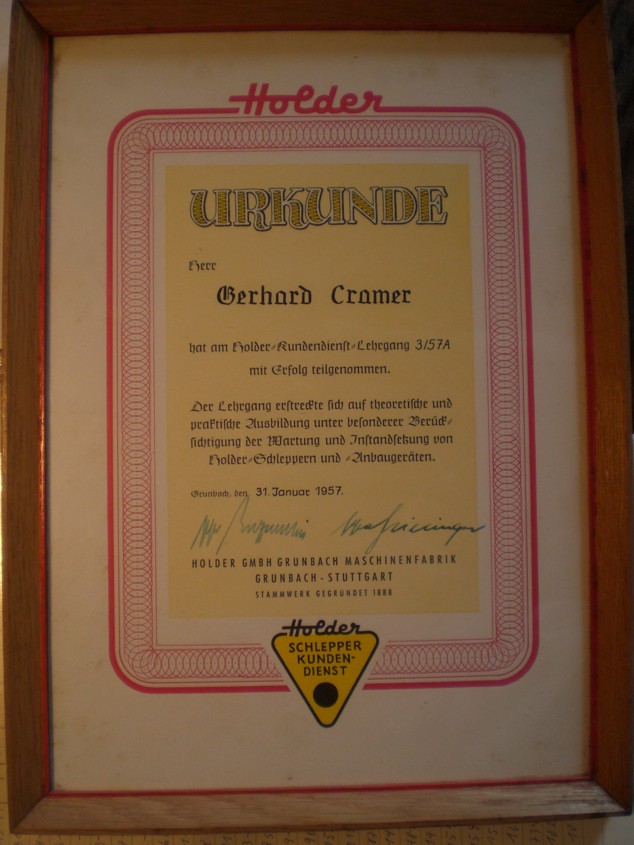 Holder
URKUNDE
Herr
Gerhard Cramer
hat am Holder-Kundendienst-Lehrgang 3/57A
mit Erfolg teilgenommen.
Der Lehrgang erstreckte sich auf theoretische und
praktische Ausbildung unter besonderer Berück-
sichtigung der Wartung und Instandsetzung von
Holder-Schleppern und -Anbaugeräten.
Grunbach, den 31. Januar 1957.
HOLDER GMBH GRUNBACH MASCHINENFABRIK
GRUNBACH - STUTTGART
STAMMWERK GEGRÜNDET 1888
Holder
SCHLEPPER
KUNDEN-
DIENST